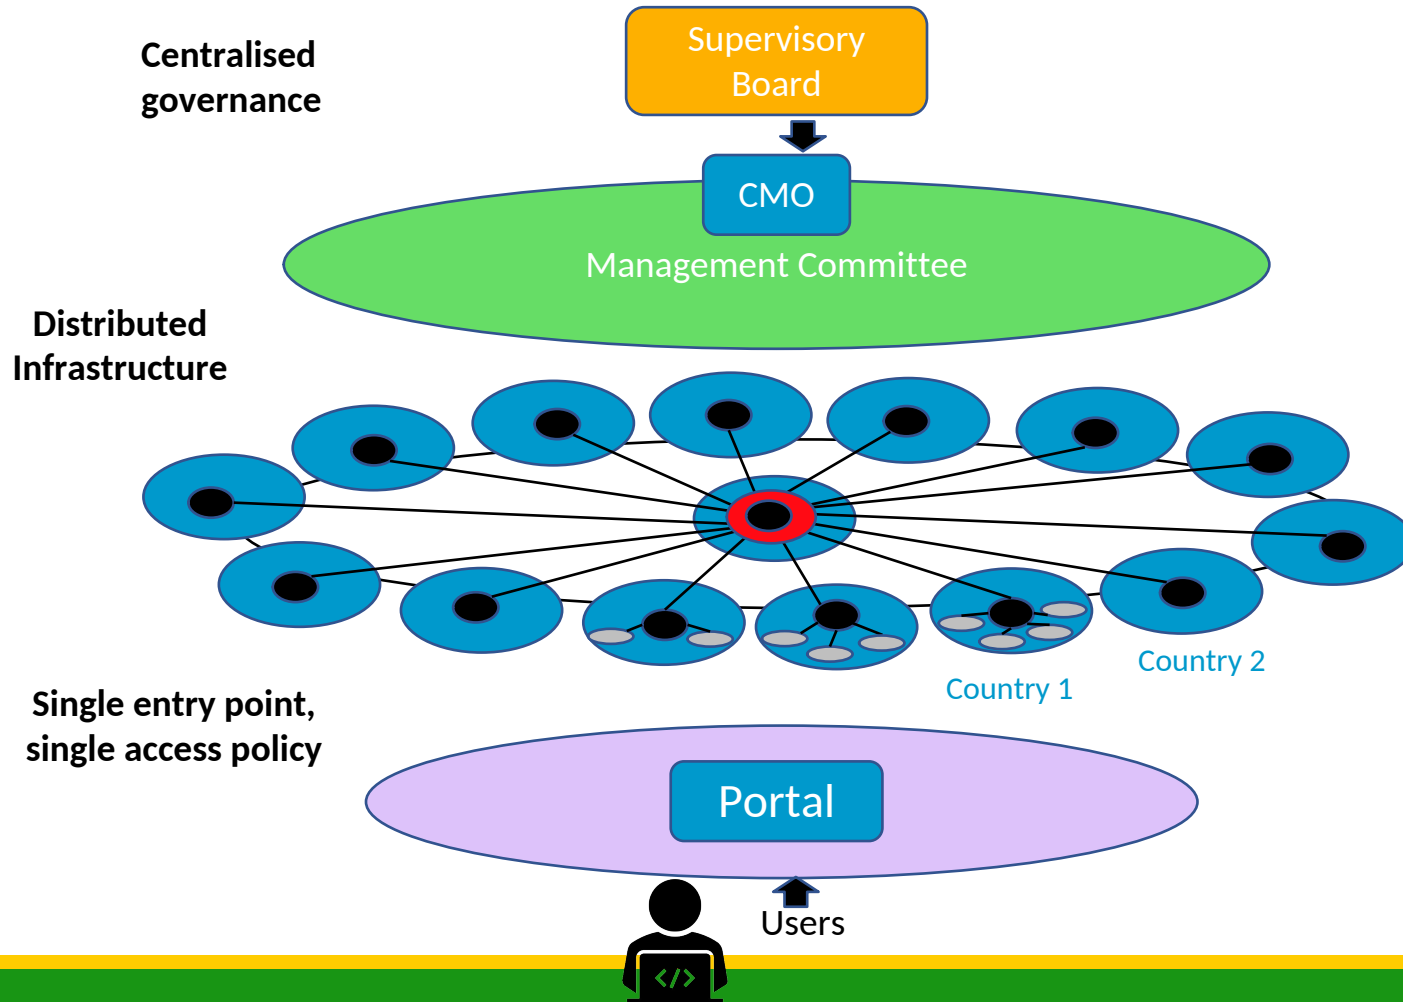 Centralised
governance
Supervisory
Board
CMO
Management Committee
Distributed
Infrastructure
Country 2
Country 1
Single entry point,
single access policy
Portal
Users
</>